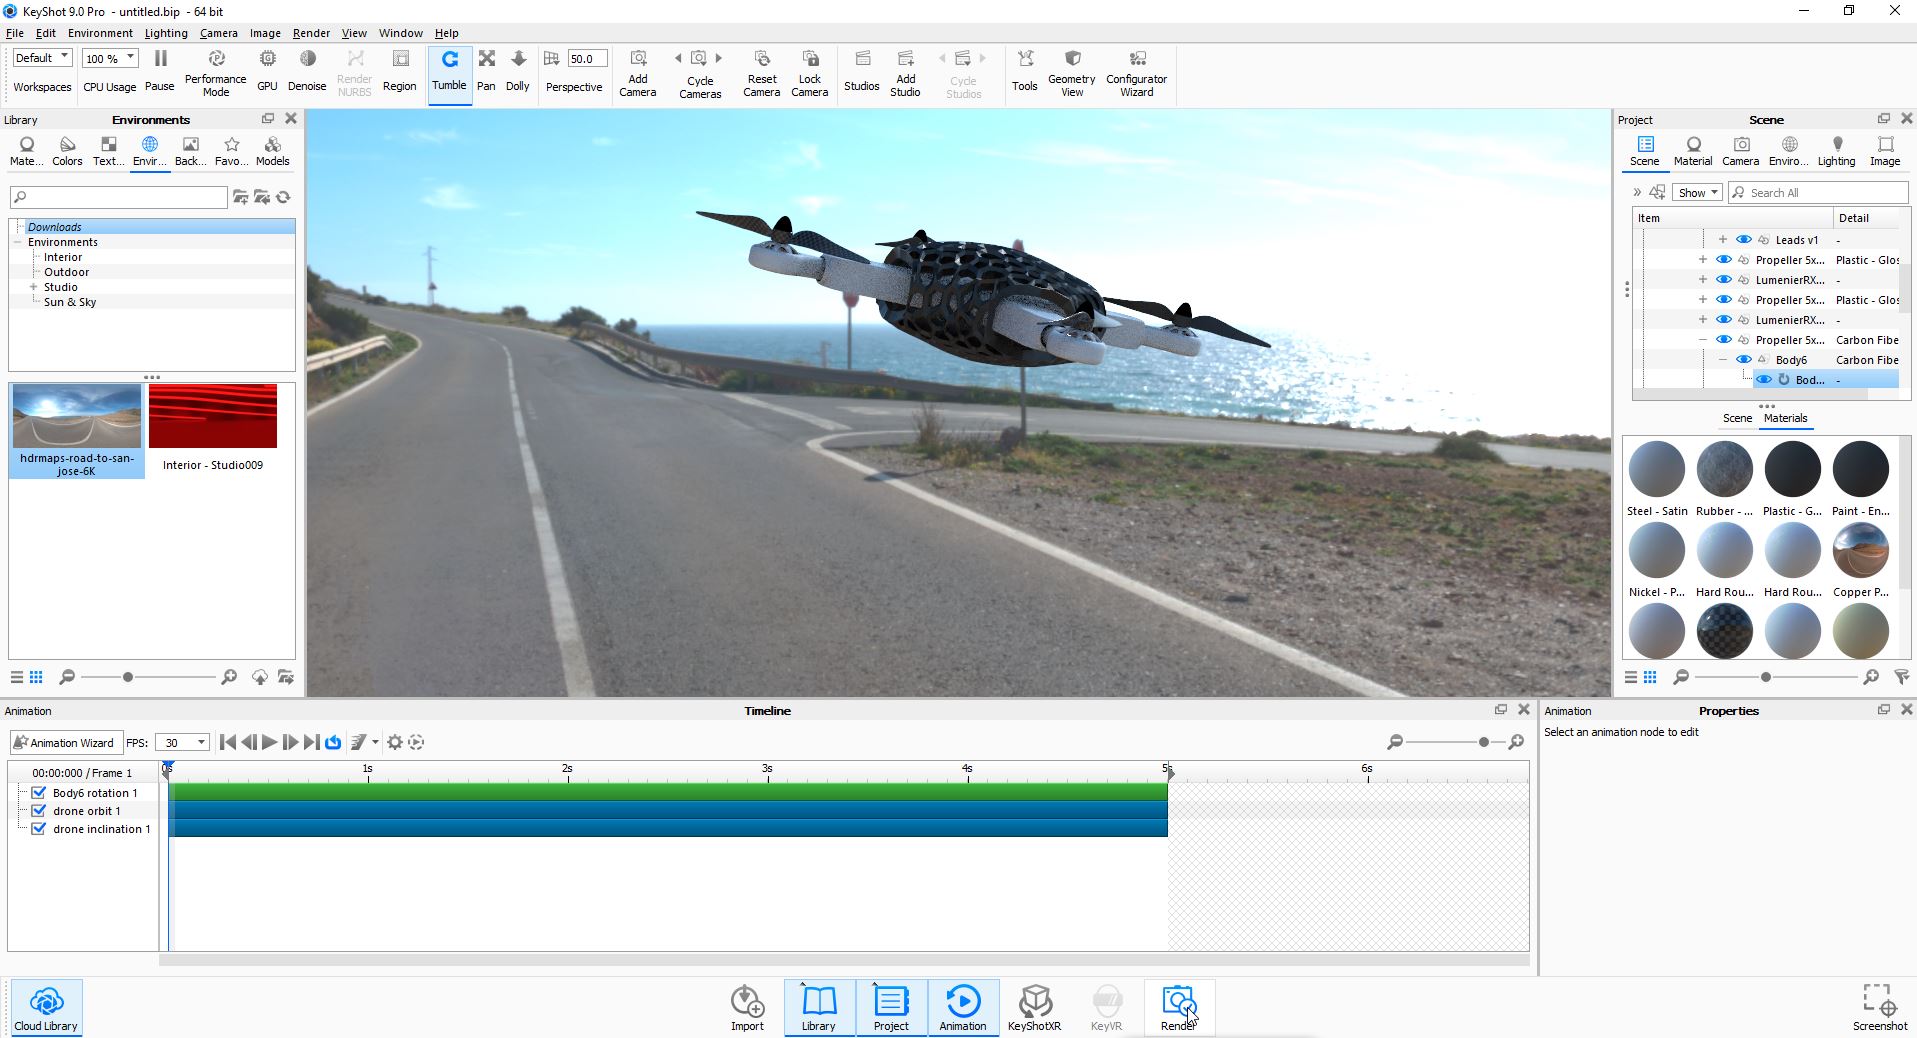 KeyShot 9.0 Pro - untitled.bip - 64 bit
File Edit Environment Lighting Camera Image Render View Window Help
Default
100 %
50.0
Workspaces
CPU Usage
Pause
Performance
Mode
GPU
Denoise
Render
NURBS
Region
Tumble
Pan
Dolly
Perspective
Add
Camera
Cycle
Cameras
Reset
Camera
Lock
Camera
Studios
Add
Studio
Cycle
Studios
Tools
Geometry
View
Configurator
Wizard
Library
Environments
Mate... Colors Text... Envir... Back... Favo... Models
Downloads
Environments
Interior
Outdoor
Studio
Sun & Sky
hdrmaps-road-to-san-
jose-6K
Interior - Studio009
Project
Scene
Scene Material Camera Enviro... Lighting Image
Show
Search All
Item Detail
Leads v1 -
Propeller 5x... Plastic - Glos
LumenierRX... -
Propeller 5x... Plastic - Glos
LumenierRX... -
Propeller 5x... Carbon Fibe
Body6 Carbon Fibe
Bod... -
Scene Materials
Steel - Satin Rubber - ... Plastic - G... Paint - En...
Nickel - P... Hard Rou... Hard Rou... Copper P...
Animation
Timeline
Animation Wizard FPS: 30
00:00:000 / Frame 1
0s 1s 2s 3s 4s 5s 6s
Body6 rotation 1
drone orbit 1
drone inclination 1
Animation
Properties
Select an animation node to edit
Cloud Library
Import
Library
Project
Animation
KeyShotXR
KeyVR
Render
Screenshot